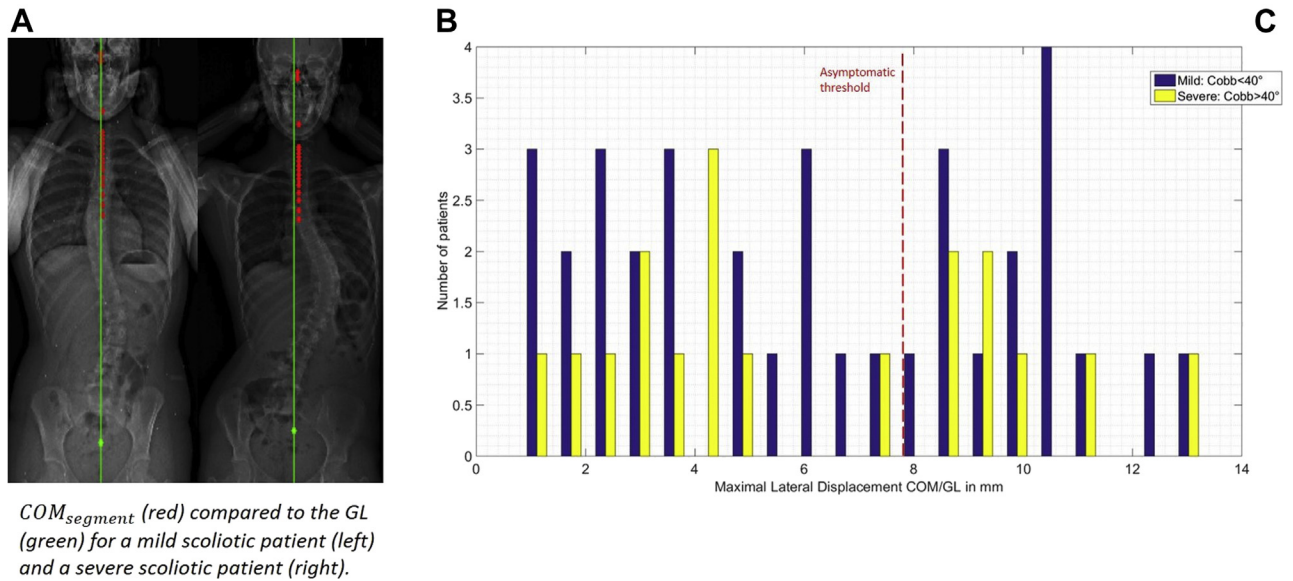 A
B
C
COM_segment (red) compared to the GL
(green) for a mild scoliotic patient (left)
and a severe scoliotic patient (right).
4
3.5
3
2.5
2
1.5
1
0.5
0
Number of patients
0 2 4 6 8 10 12 14
Maximal Lateral Displacement COM/GL in mm
Asymptomatic
threshold
Mild: Cobb<40°
Severe: Cobb>40°